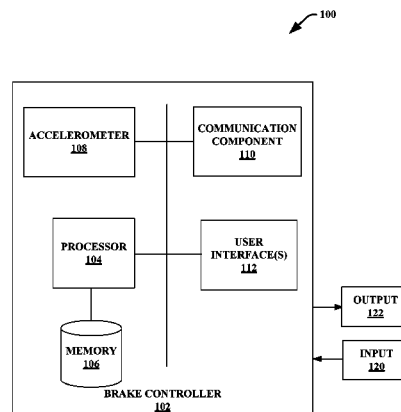 100
ACCELEROMETER
108
COMMUNICATION
COMPONENT
110
PROCESSOR
104
USER
INTERFACE(S)
112
MEMORY
106
OUTPUT
122
INPUT
120
BRAKE CONTROLLER
102